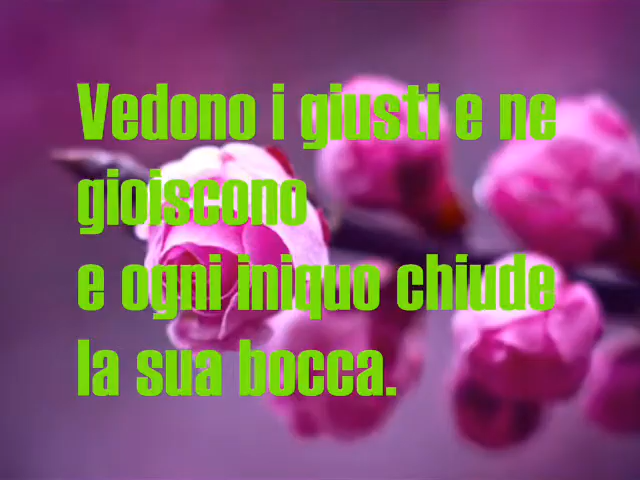 Vedono i giusti e ne
gioiscono
e ogni iniquo chiude
la sua bocca.